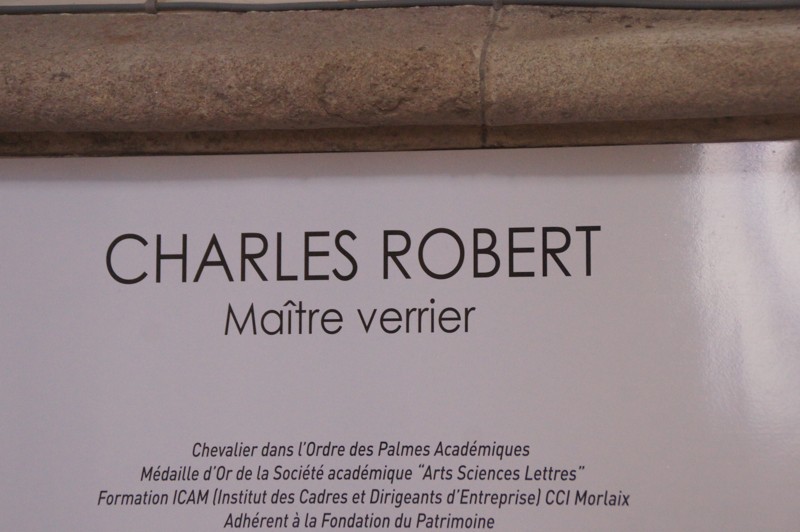 CHARLES ROBERT
Maître verrier
Chevalier dans l'Ordre des Palmes Académiques
Médaille d'Or de la Société académique "Arts Sciences Lettres"
Formation ICAM (Institut des Cadres et Dirigeants d'Entreprise) CCI Morlaix
Adhérent à la Fondation du Patrimoine